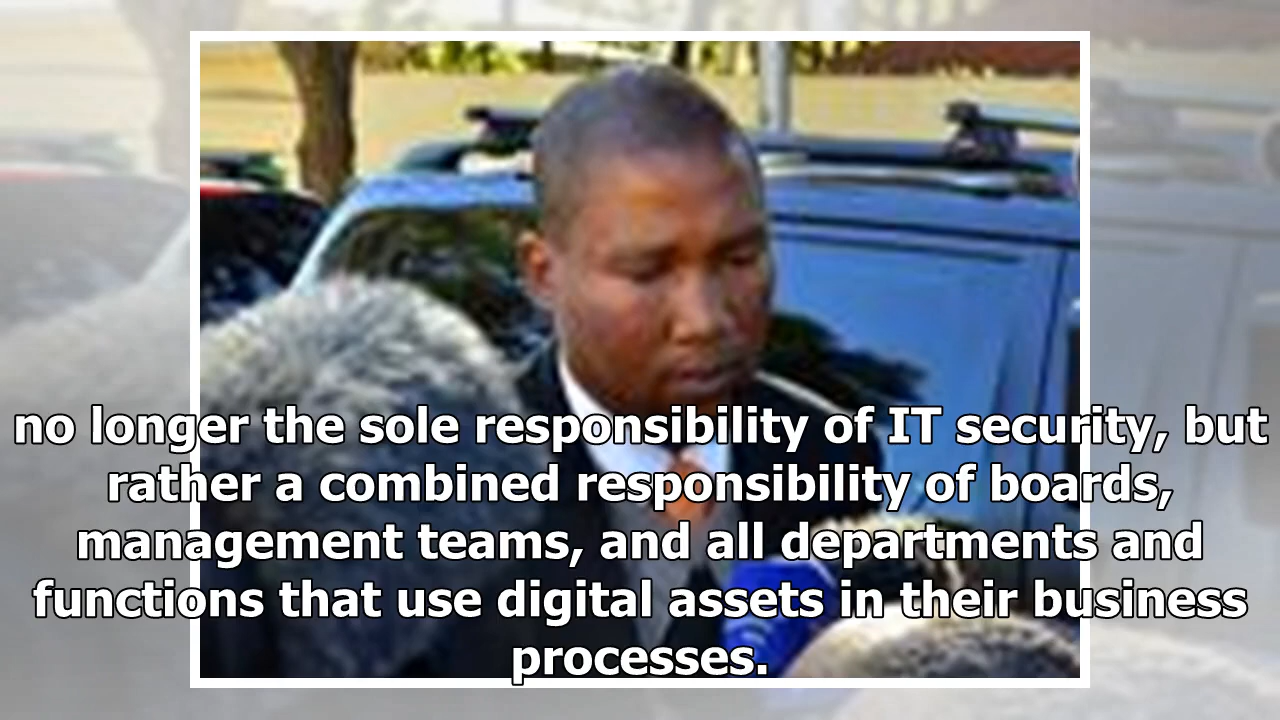 no longer the sole responsibility of IT security, but
rather a combined responsibility of boards,
management teams, and all departments and
functions that use digital assets in their business
processes.